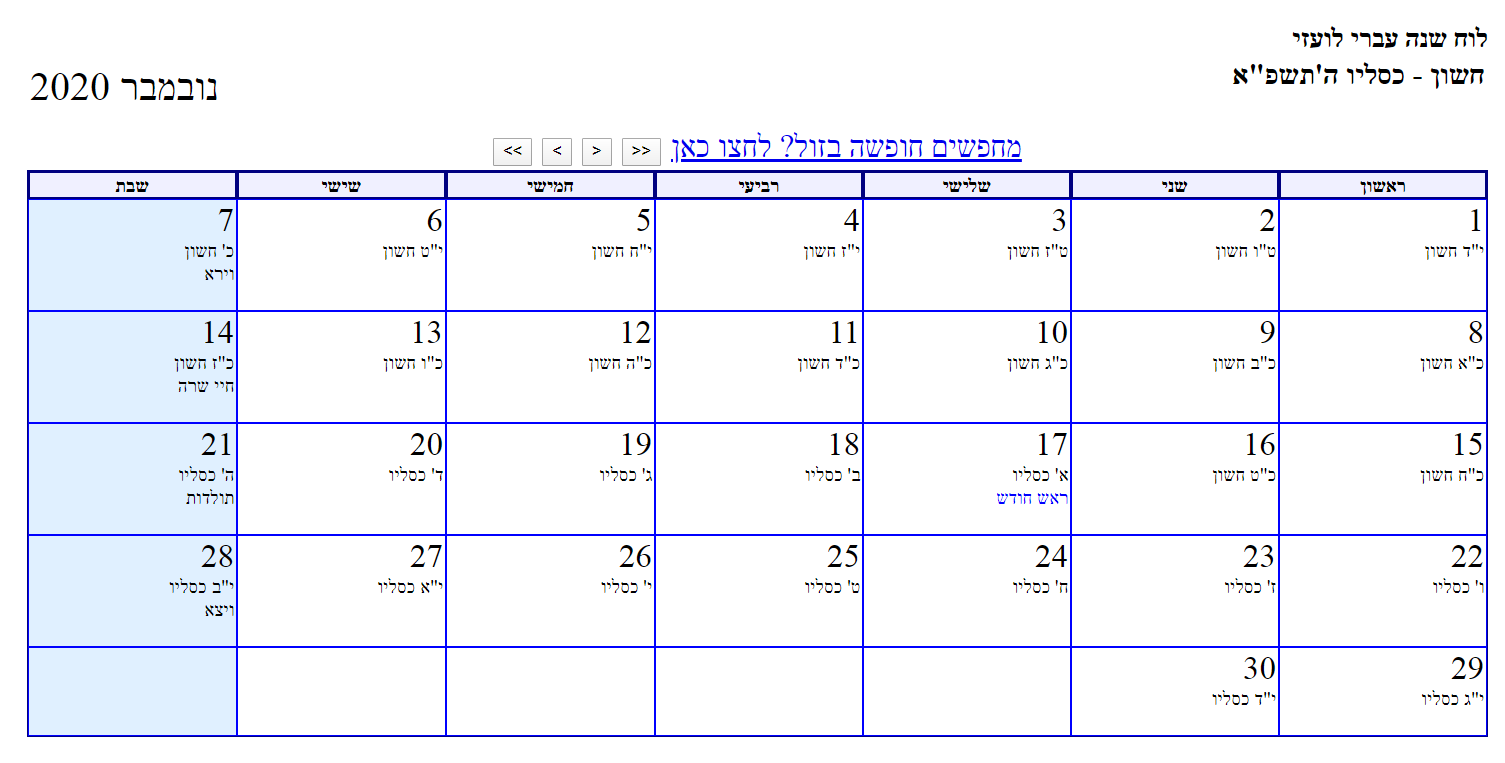 לוח שנה עברי לועזי
חשון - כסליו ה'תשפ"א
נובמבר 2020
מחפשים חופשה בזול? לחצו כאן >> > < <<
ראשון שני שלישי רביעי חמישי שישי שבת
1 2 3 4 5 6 7
י"ד חשון ט"ו חשון ט"ז חשון י"ז חשון י"ח חשון י"ט חשון כ' חשון
וירא
8 9 10 11 12 13 14
כ"א חשון כ"ב חשון כ"ג חשון כ"ד חשון כ"ה חשון כ"ו חשון כ"ז חשון
חיי שרה
15 16 17 18 19 20 21
כ"ח חשון כ"ט חשון א' כסליו ב' כסליו ג' כסליו ד' כסליו ה' כסליו
ראש חודש תולדות
22 23 24 25 26 27 28
ו' כסליו ז' כסליו ח' כסליו ט' כסליו י' כסליו י"א כסליו י"ב כסליו
ויצא
29 30
י"ג כסליו י"ד כסליו